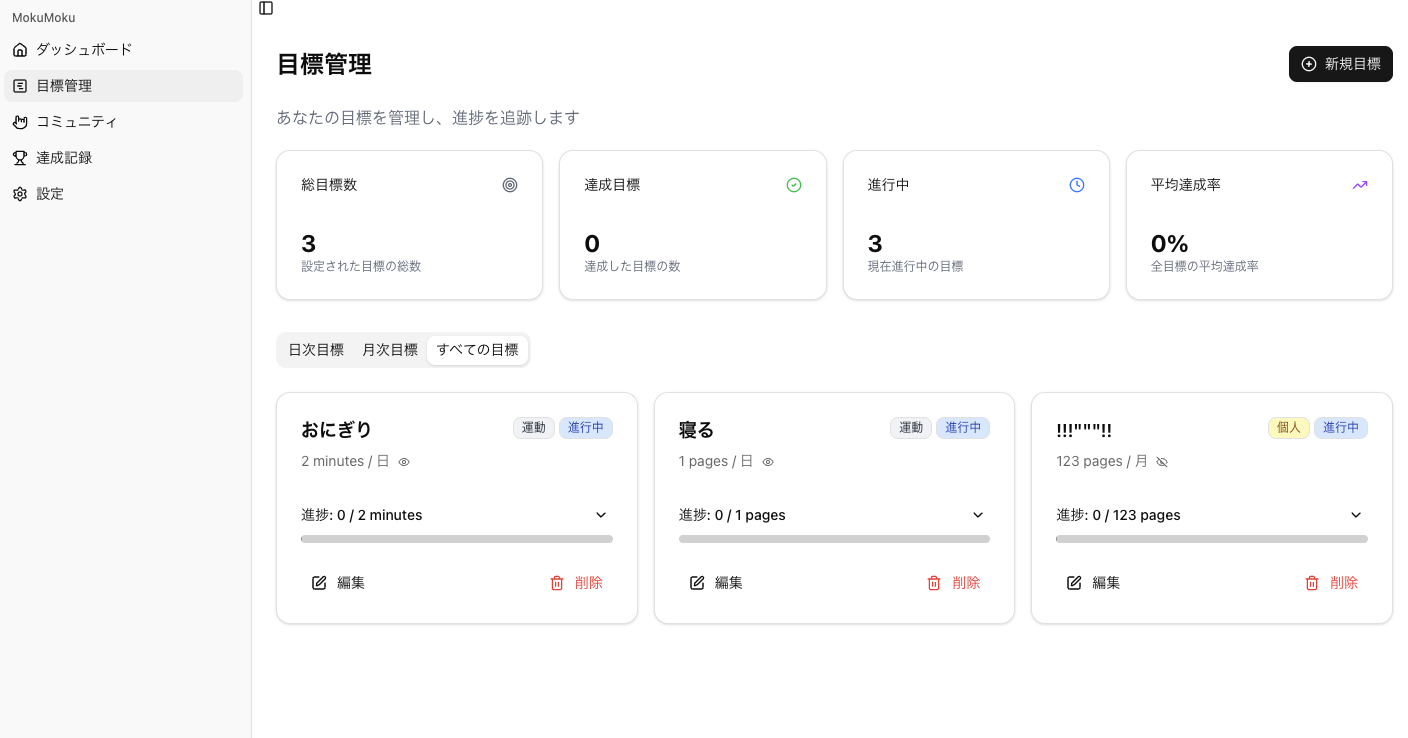 MokuMoku
ダッシュボード
目標管理
コミュニティ
達成記録
設定
目標管理
新規目標
あなたの目標を管理し、進捗を追跡します
総目標数
3
設定された目標の総数
達成目標
0
達成した目標の数
進行中
3
現在進行中の目標
平均達成率
0%
全目標の平均達成率
日次目標 月次目標 すべての目標
おにぎり 運動 進行中
2 minutes / 日
進捗: 0 / 2 minutes
編集 削除
寝る 運動 進行中
1 pages / 日
進捗: 0 / 1 pages
編集 削除
!!!"""!! 個人 進行中
123 pages / 月
進捗: 0 / 123 pages
編集 削除